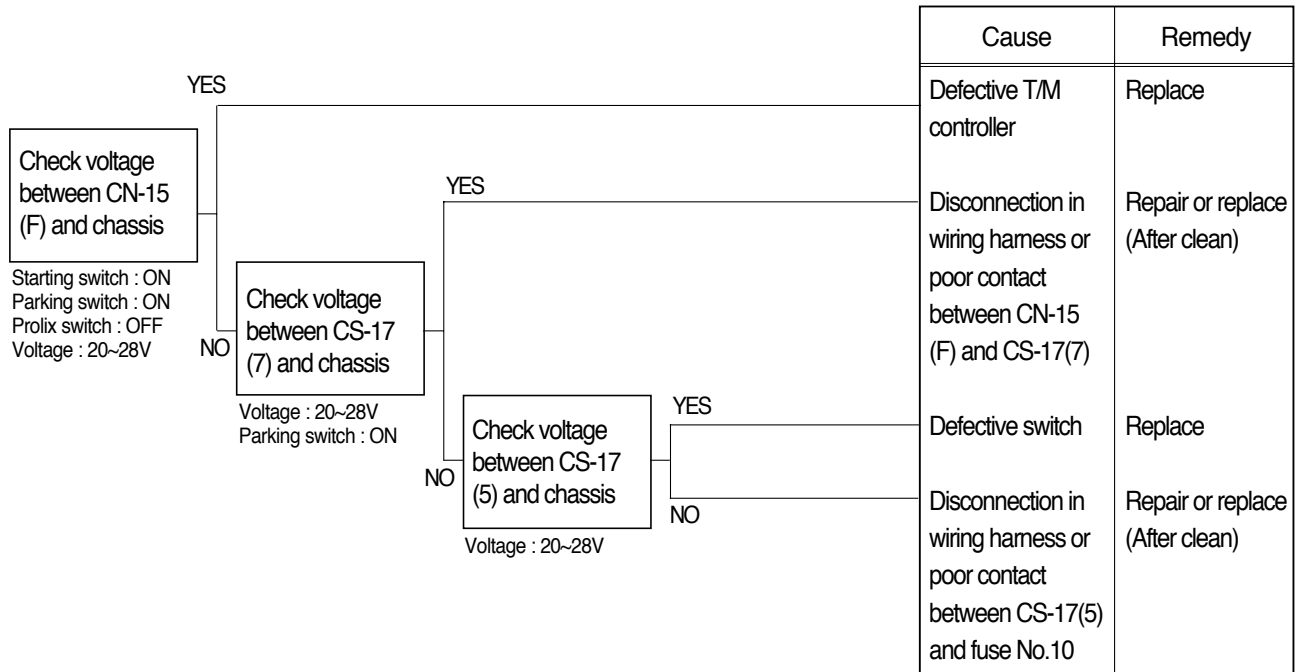 Cause
Remedy
YES
Defective T/M
controller
Replace
Check voltage
between CN-15
(F) and chassis
Starting switch : ON
Parking switch : ON
Prolix switch : OFF
Voltage : 20~28V
YES
Disconnection in
wiring harness or
poor contact
between CN-15
(F) and CS-17(7)
Repair or replace
(After clean)
NO
Check voltage
between CS-17
(7) and chassis
Voltage : 20~28V
Parking switch : ON
YES
Defective switch
Replace
NO
Check voltage
between CS-17
(5) and chassis
Voltage : 20~28V
NO
Disconnection in
wiring harness or
poor contact
between CS-17(5)
and fuse No.10
Repair or replace
(After clean)